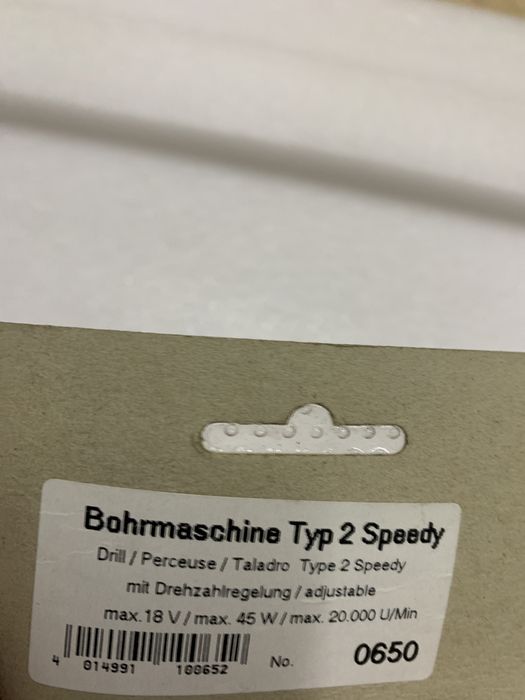 Bohrmaschine Typ 2 Speedy
Drill / Perceuse / Taladro Type 2 Speedy
mit Drehzahlregelung / adjustable
max.18 V / max. 45 W / max. 20.000 U/Min
4 014991 100652 No. 0650